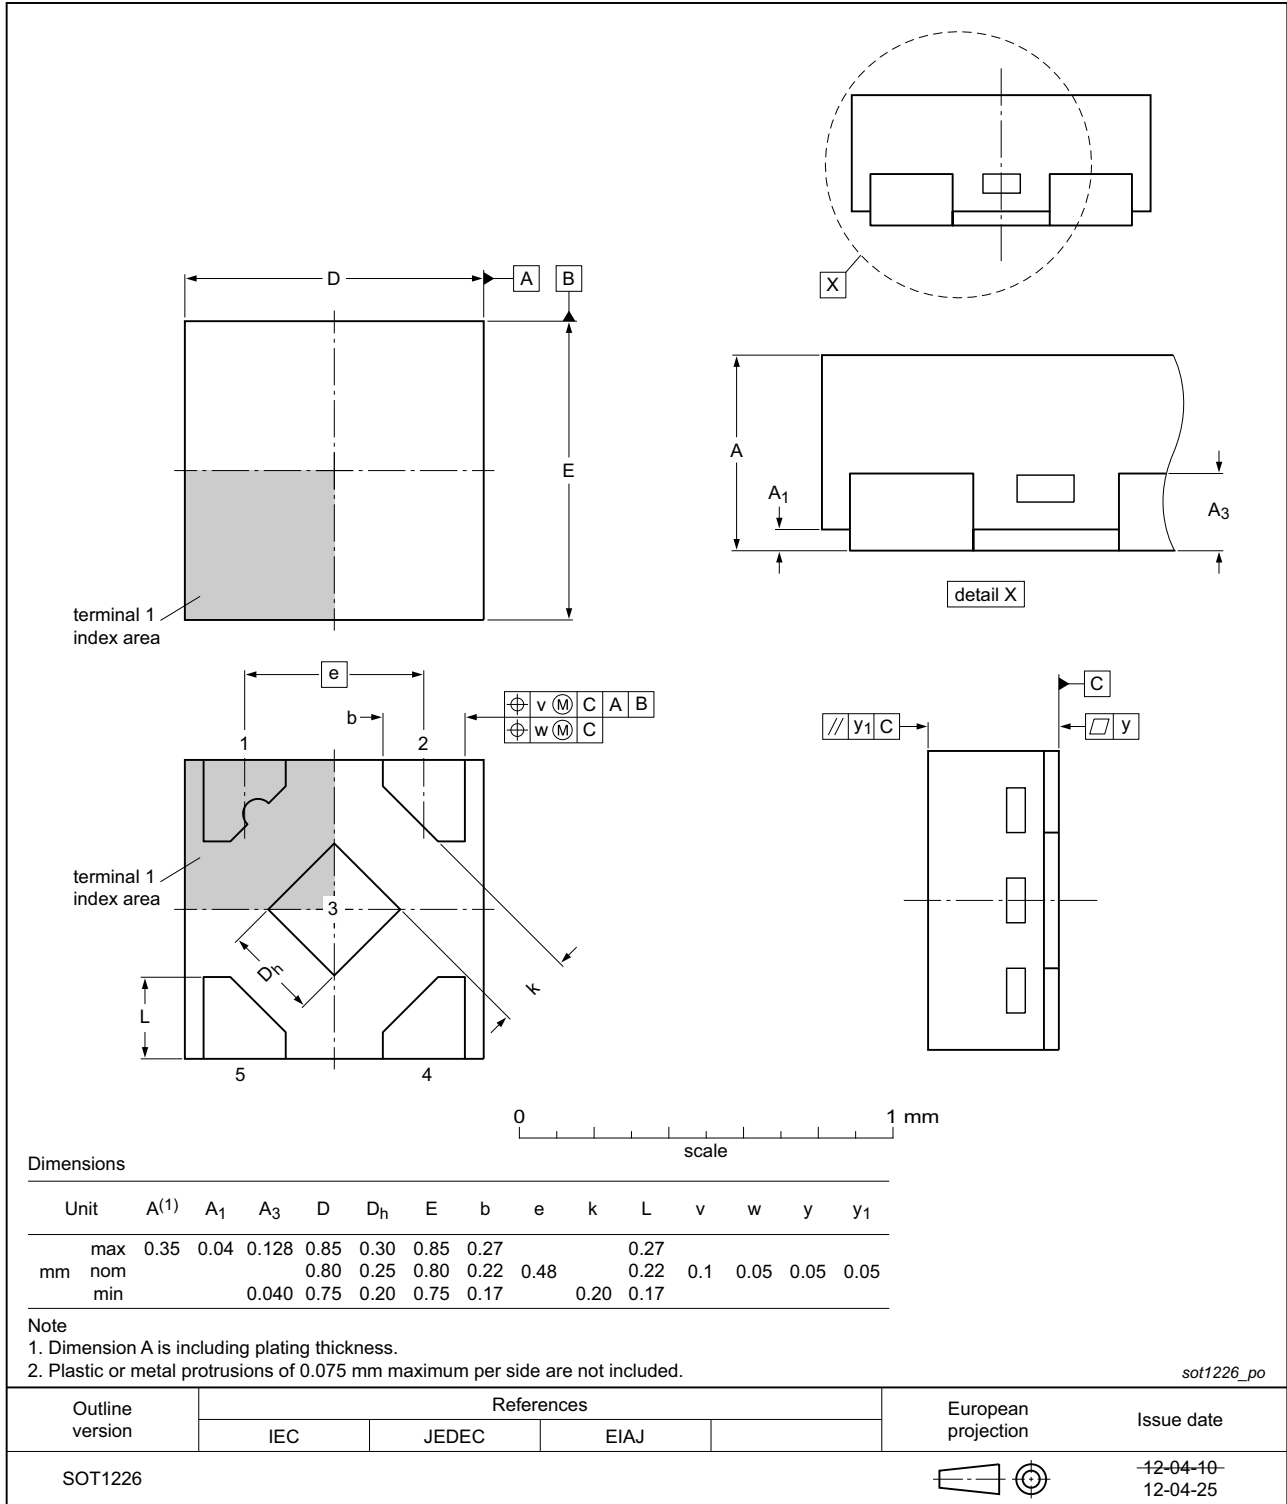 X
D
A
B
E
terminal 1
index area
A
A1
A3
detail X
e
b
v M C A B
w M C
1
2
terminal 1
index area
3
Dh
k
L
5
4
C
// y1 C
y
0
1 mm
scale
Dimensions
Unit A(1) A1 A3 D Dh E b e k L v w y y1
max 0.35 0.04 0.128 0.85 0.30 0.85 0.27 0.27
mm nom 0.80 0.25 0.80 0.22 0.48 0.22 0.1 0.05 0.05 0.05
min 0.040 0.75 0.20 0.75 0.17 0.20 0.17
Note
1. Dimension A is including plating thickness.
2. Plastic or metal protrusions of 0.075 mm maximum per side are not included.
sot1226_po
Outline version
References
IEC JEDEC EIAJ
European projection
Issue date
SOT1226
12-04-10
12-04-25